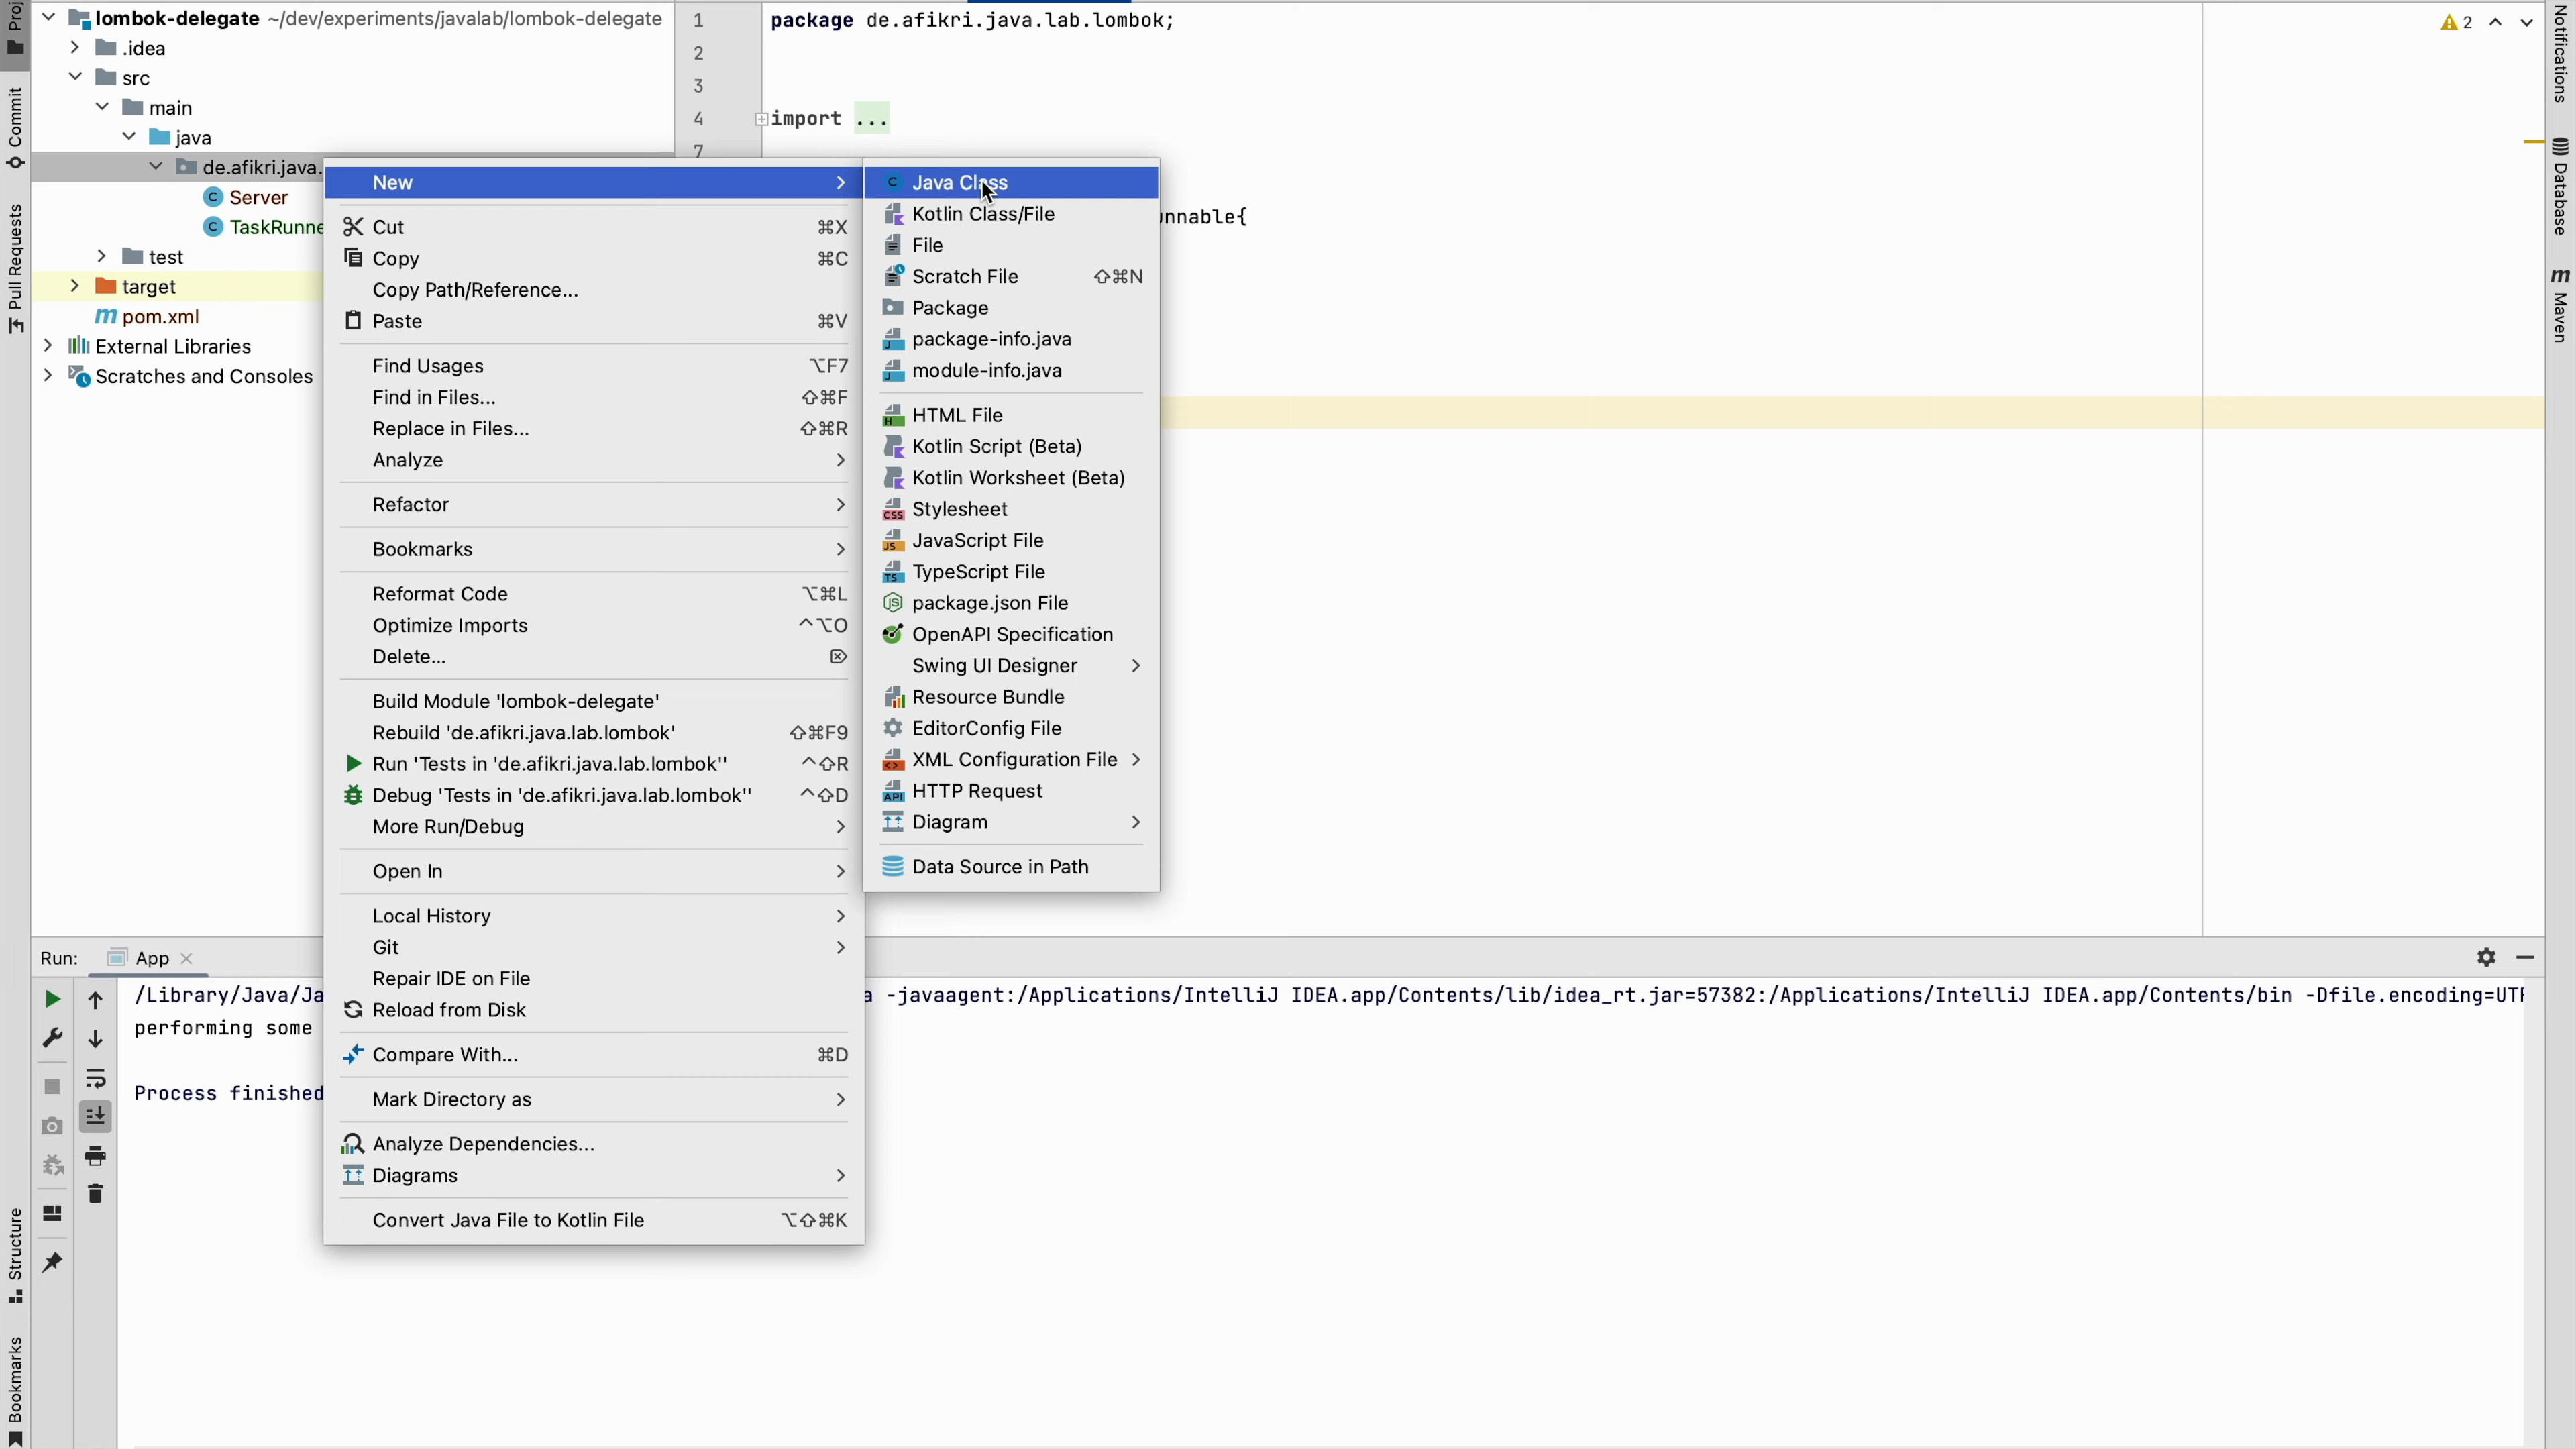 lombok-delegate ~/dev/experiments/javalab/lombok-delegate
.idea
src
main
java
de.afikri.java.
Server
TaskRunne
test
target
pom.xml
External Libraries
Scratches and Consoles
Commit
Pull Requests
Structure
Bookmarks
1 package de.afikri.java.lab.lombok;
2
3
4 import ...
7
nnable{
2
Notifications
Database
Maven
New
Cut ⌘X
Copy ⌘C
Copy Path/Reference...
Paste ⌘V
Find Usages ⌥F7
Find in Files... ⇧⌘F
Replace in Files... ⇧⌘R
Analyze
Refactor
Bookmarks
Reformat Code ⌥⌘L
Optimize Imports ^⌥O
Delete... ⌦
Build Module 'lombok-delegate'
Rebuild 'de.afikri.java.lab.lombok' ⇧⌘F9
Run 'Tests in 'de.afikri.java.lab.lombok'' ^⇧R
Debug 'Tests in 'de.afikri.java.lab.lombok'' ^⇧D
More Run/Debug
Open In
Local History
Git
Repair IDE on File
Reload from Disk
Compare With... ⌘D
Mark Directory as
Analyze Dependencies...
Diagrams
Convert Java File to Kotlin File ⌥⇧⌘K
Java Class
Kotlin Class/File
File
Scratch File ⇧⌘N
Package
package-info.java
module-info.java
HTML File
Kotlin Script (Beta)
Kotlin Worksheet (Beta)
Stylesheet
JavaScript File
TypeScript File
package.json File
OpenAPI Specification
Swing UI Designer
Resource Bundle
EditorConfig File
XML Configuration File
HTTP Request
Diagram
Data Source in Path
Run: App
/Library/Java/Ja
a -javaagent:/Applications/IntelliJ IDEA.app/Contents/lib/idea_rt.jar=57382:/Applications/IntelliJ IDEA.app/Contents/bin -Dfile.encoding=UTF
performing some
Process finished